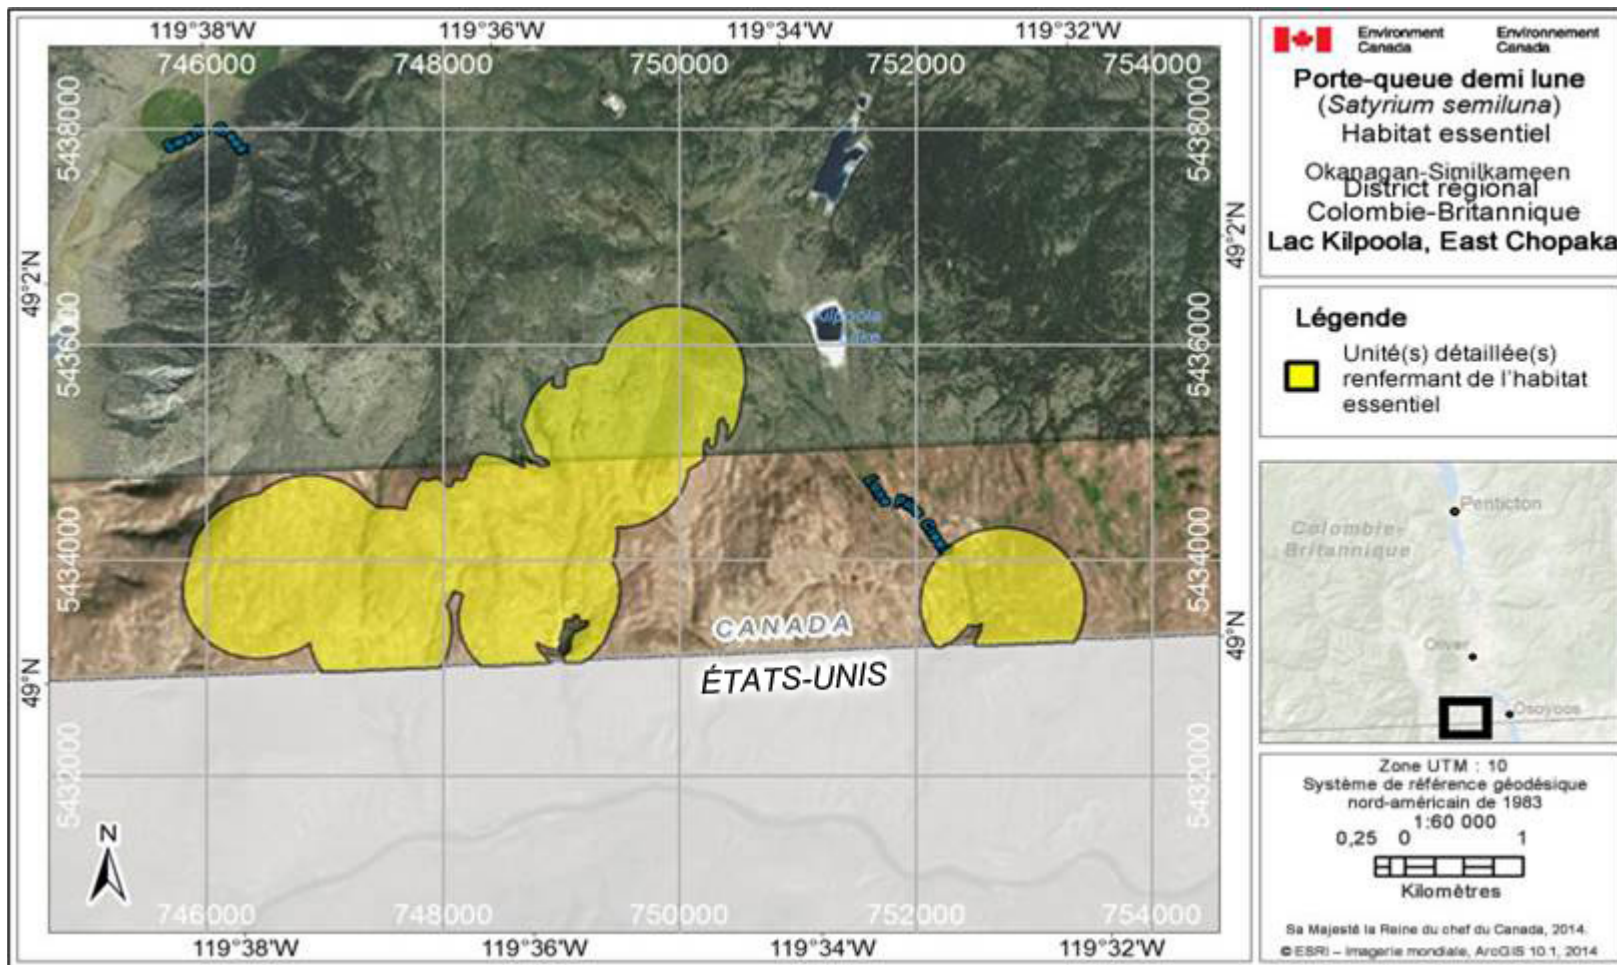 119°38'W 119°36'W 119°34'W 119°32'W
746000 748000 750000 752000 754000
5438000 5438000
49°2'N 49°2'N
Kilpoola
Lake
5436000 5436000
5434000 5434000
CANADA
ÉTATS-UNIS
49°N 49°N
5432000 5432000
N
746000 748000 750000 752000 754000
119°38'W 119°36'W 119°34'W 119°32'W
Environment Environnement
Canada Canada
Porte-queue demi lune
(Satyrium semiluna)
Habitat essentiel
Okanagan-Similkameen
District régional
Colombie-Britannique
Lac Kilpoola, East Chopaka
Légende
Unité(s) détaillée(s)
renfermant de l'habitat
essentiel
Penticton
Colombie-
Britannique
Oliver
Osoyoos
Zone UTM : 10
Système de référence géodésique
nord-américain de 1983
1:60 000
0,25 0 1
Kilomètres
Sa Majesté la Reine du chef du Canada, 2014.
© ESRI – Imagerie mondiale, ArcGIS 10.1, 2014